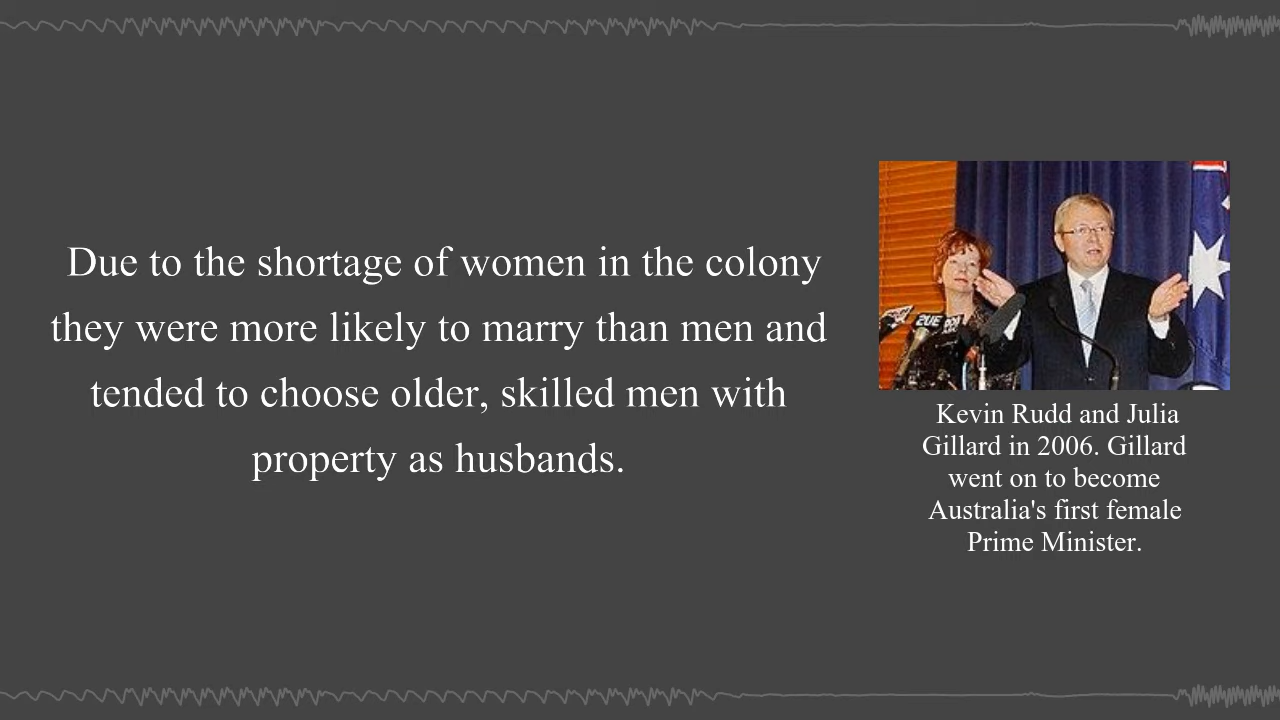 Due to the shortage of women in the colony
they were more likely to marry than men and
tended to choose older, skilled men with
property as husbands.
2UE
Kevin Rudd and Julia
Gillard in 2006. Gillard
went on to become
Australia's first female
Prime Minister.